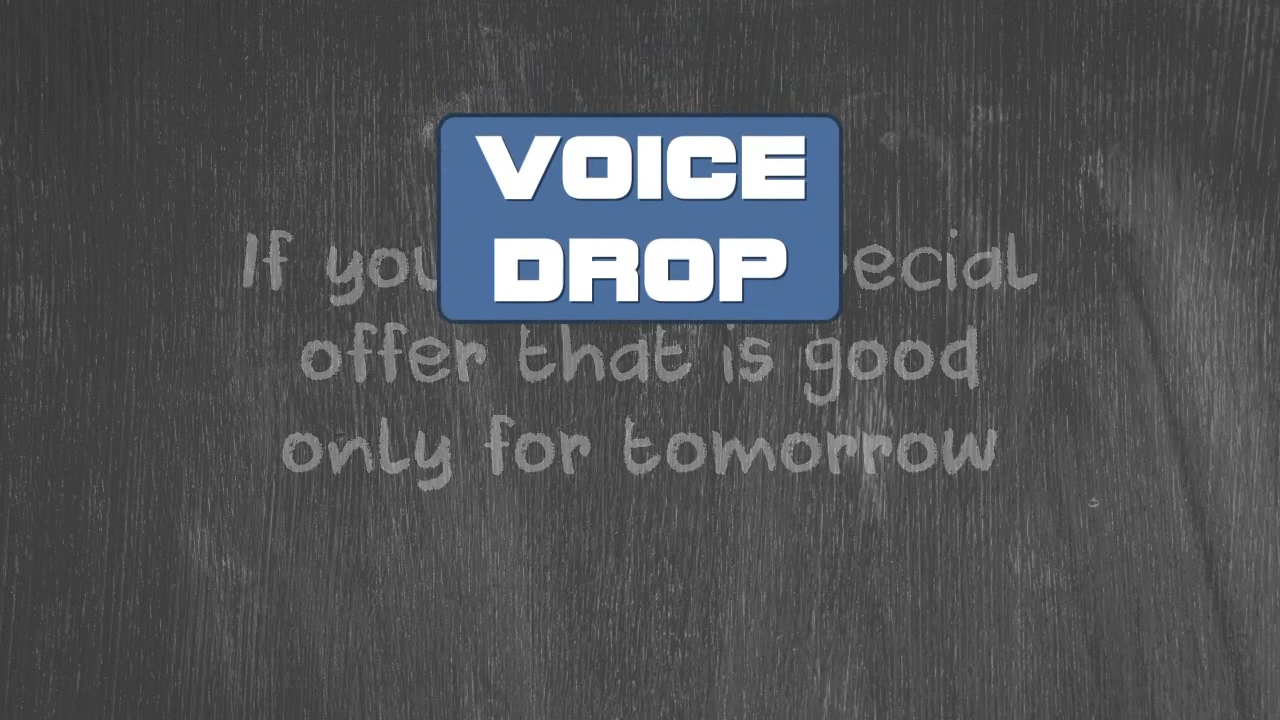 VOICE
DROP
If you ecial
offer that is good
only for tomorrow